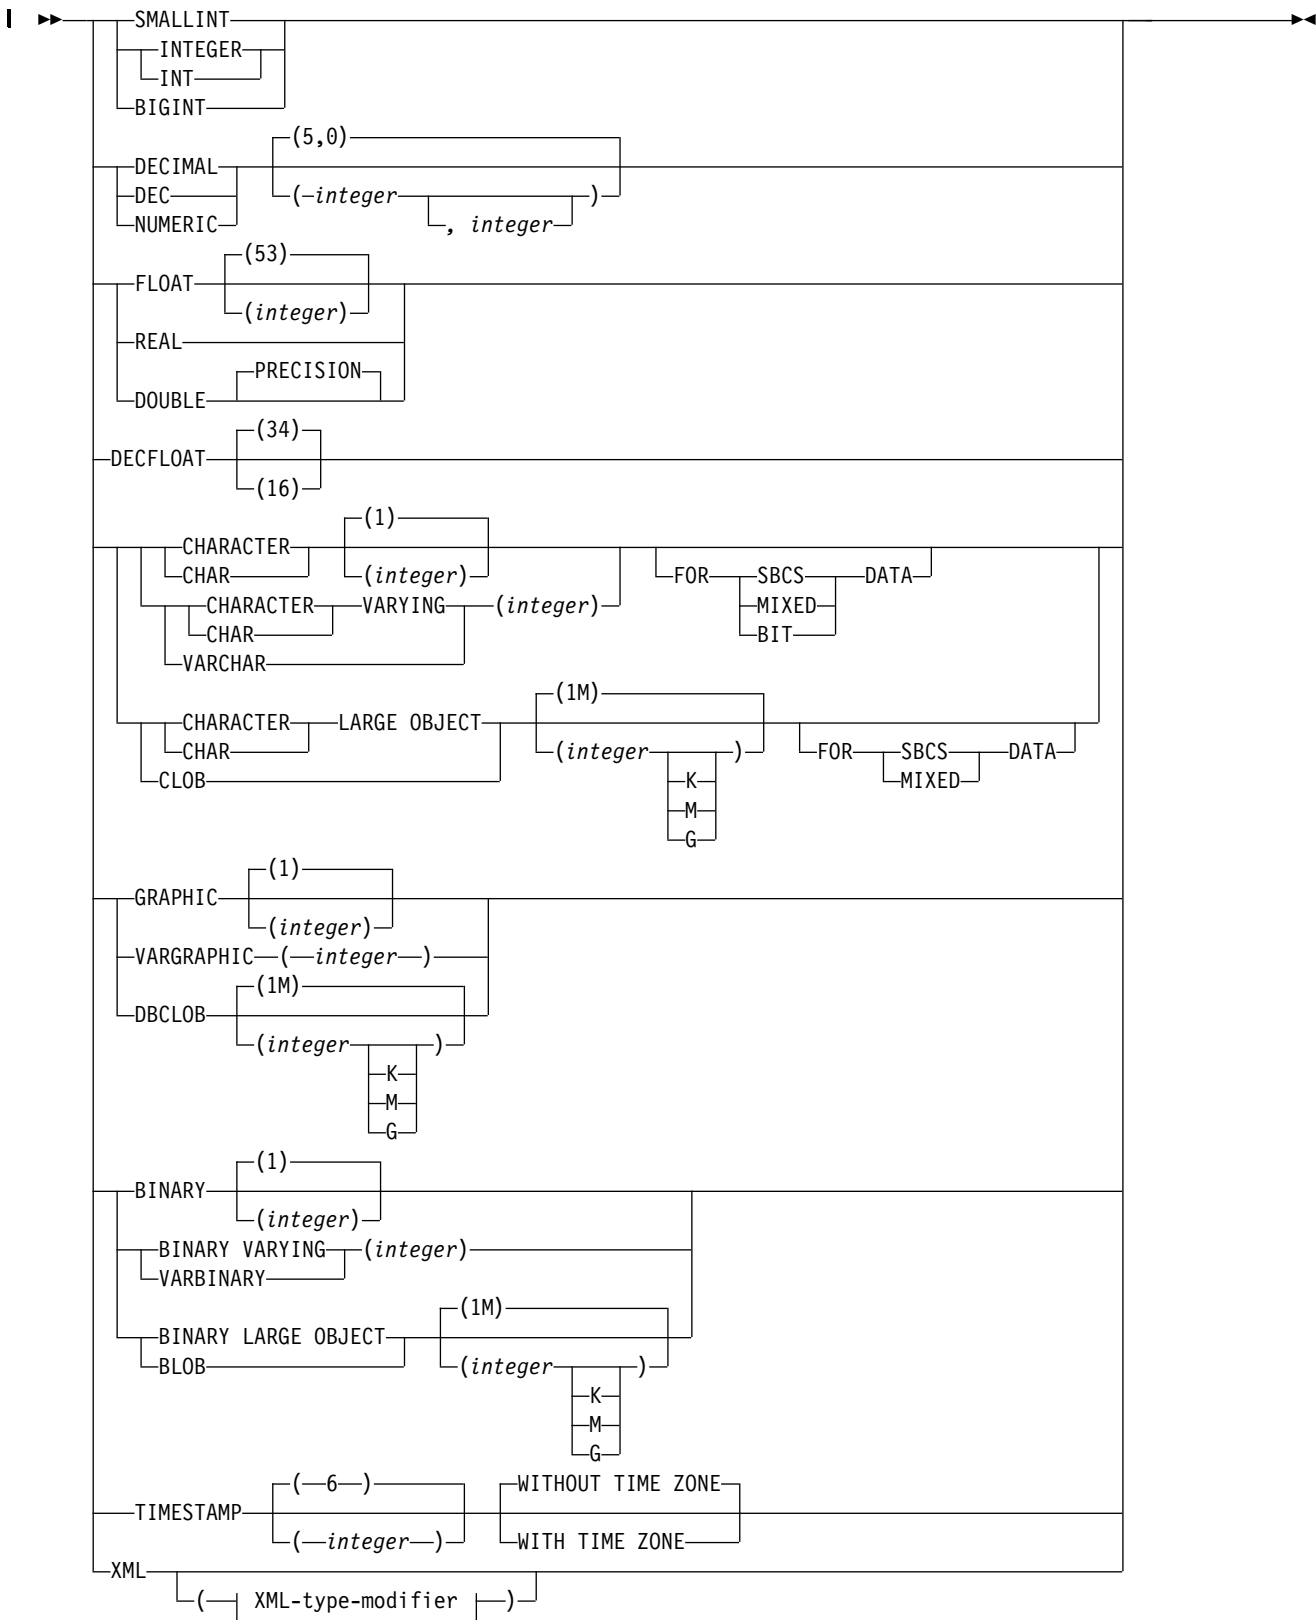 SMALLINT
INTEGER
INT
BIGINT
(5,0)
DECIMAL
DEC (integer )
NUMERIC , integer
(53)
FLOAT
(integer)
REAL
PRECISION
DOUBLE
(34)
DECFLOAT
(16)
(1)
CHARACTER
CHAR (integer) FOR SBCS DATA
CHARACTER VARYING (integer) MIXED
CHAR BIT
VARCHAR
(1M)
CHARACTER LARGE OBJECT
CHAR (integer ) FOR SBCS DATA
CLOB K MIXED
M
G
(1)
GRAPHIC
(integer)
VARGRAPHIC ( integer )
(1M)
DBCLOB
(integer )
K
M
G
(1)
BINARY
(integer)
BINARY VARYING (integer)
VARBINARY
(1M)
BINARY LARGE OBJECT
BLOB (integer )
K
M
G
( 6 ) WITHOUT TIME ZONE
TIMESTAMP
( integer ) WITH TIME ZONE
XML
( XML-type-modifier )